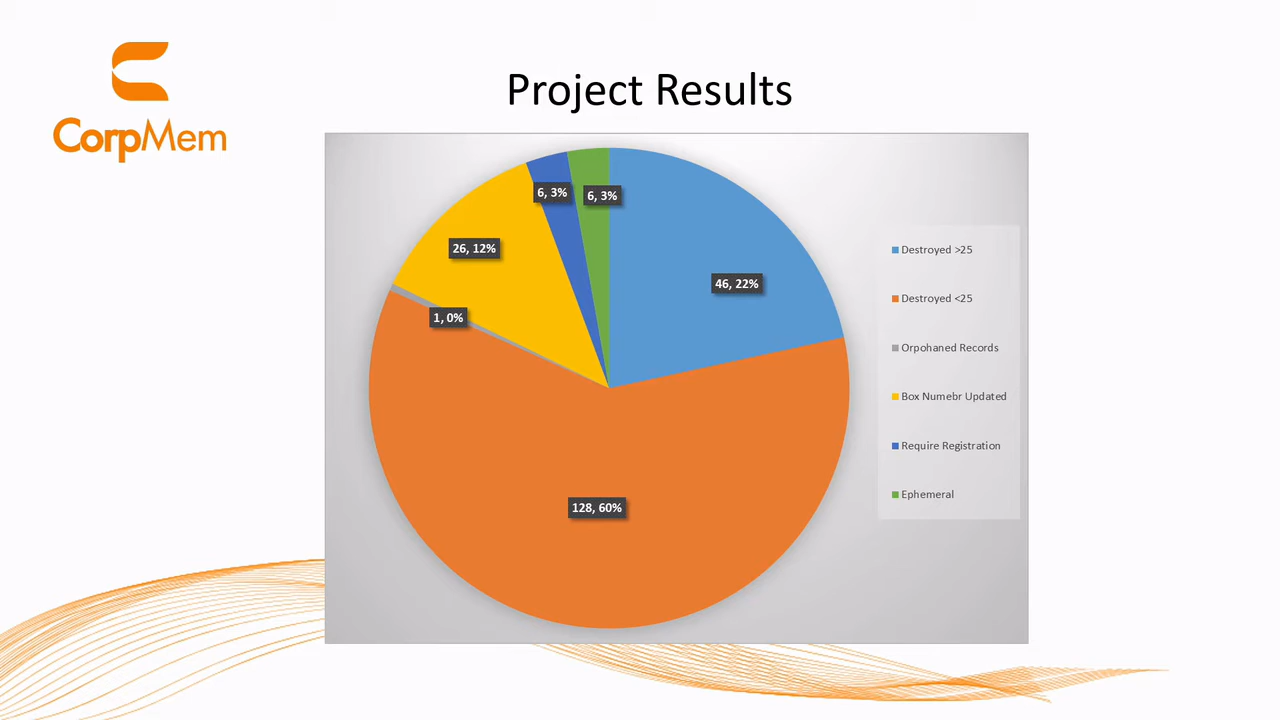 CorpMem
Project Results
6, 3%
6, 3%
26, 12%
46, 22%
1, 0%
128, 60%
Destroyed >25
Destroyed <25
Orpohaned Records
Box Numebr Updated
Require Registration
Ephemeral